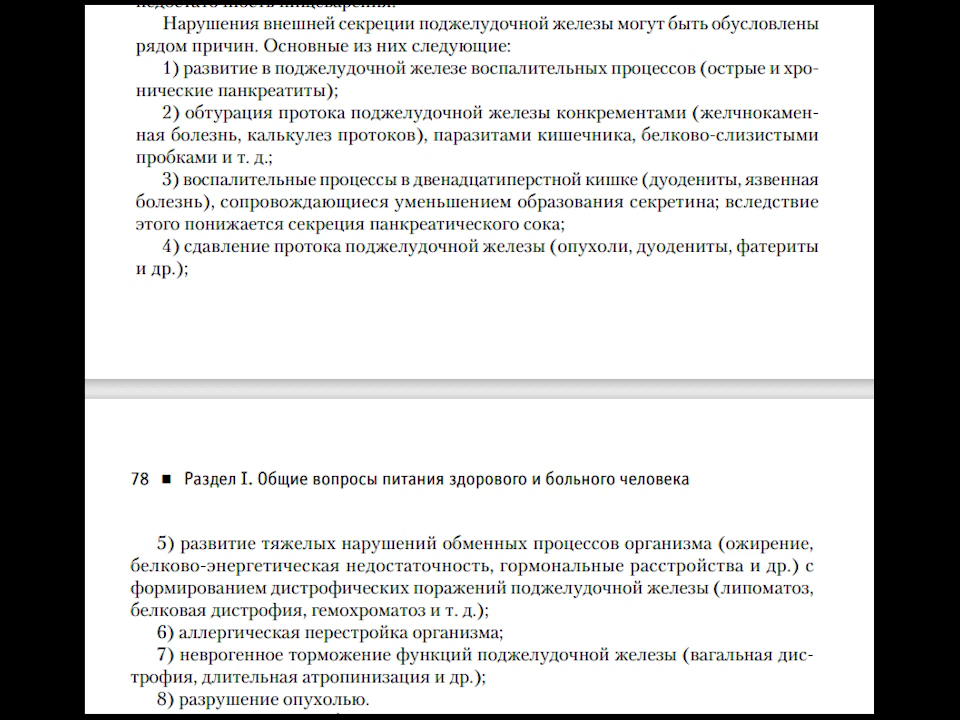 недостаточность пищеварения.
Нарушения внешней секреции поджелудочной железы могут быть обусловлены
рядом причин. Основные из них следующие:
1) развитие в поджелудочной железе воспалительных процессов (острые и хро-
нические панкреатиты);
2) обтурация протока поджелудочной железы конкрементами (желчнокамен-
ная болезнь, калькулез протоков), паразитами кишечника, белково-слизистыми
пробками и т. д.;
3) воспалительные процессы в двенадцатиперстной кишке (дуодениты, язвенная
болезнь), сопровождающиеся уменьшением образования секретина; вследствие
этого понижается секреция панкреатического сока;
4) сдавление протока поджелудочной железы (опухоли, дуодениты, фатериты
и др.);
78 ■ Раздел I. Общие вопросы питания здорового и больного человека
5) развитие тяжелых нарушений обменных процессов организма (ожирение,
белково-энергетическая недостаточность, гормональные расстройства и др.) с
формированием дистрофических поражений поджелудочной железы (липоматоз,
белковая дистрофия, гемохроматоз и т. д.);
6) аллергическая перестройка организма;
7) неврогенное торможение функций поджелудочной железы (вагальная дис-
трофия, длительная атропинизация и др.);
8) разрушение опухолью.